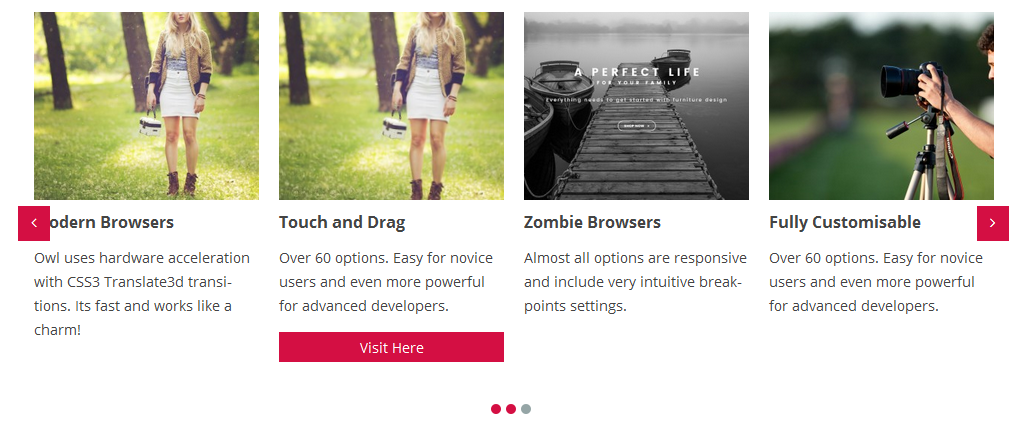 A PERFECT LIFE
FOR YOUR FAMILY
Everything needs to get started with furniture design
SHOP NOW
odern Browsers
Owl uses hardware acceleration
with CSS3 Translate3d transi-
tions. Its fast and works like a
charm!
Touch and Drag
Over 60 options. Easy for novice
users and even more powerful
for advanced developers.
Visit Here
Zombie Browsers
Almost all options are responsive
and include very intuitive break-
points settings.
Fully Customisable
Over 60 options. Easy for novice
users and even more powerful
for advanced developers.